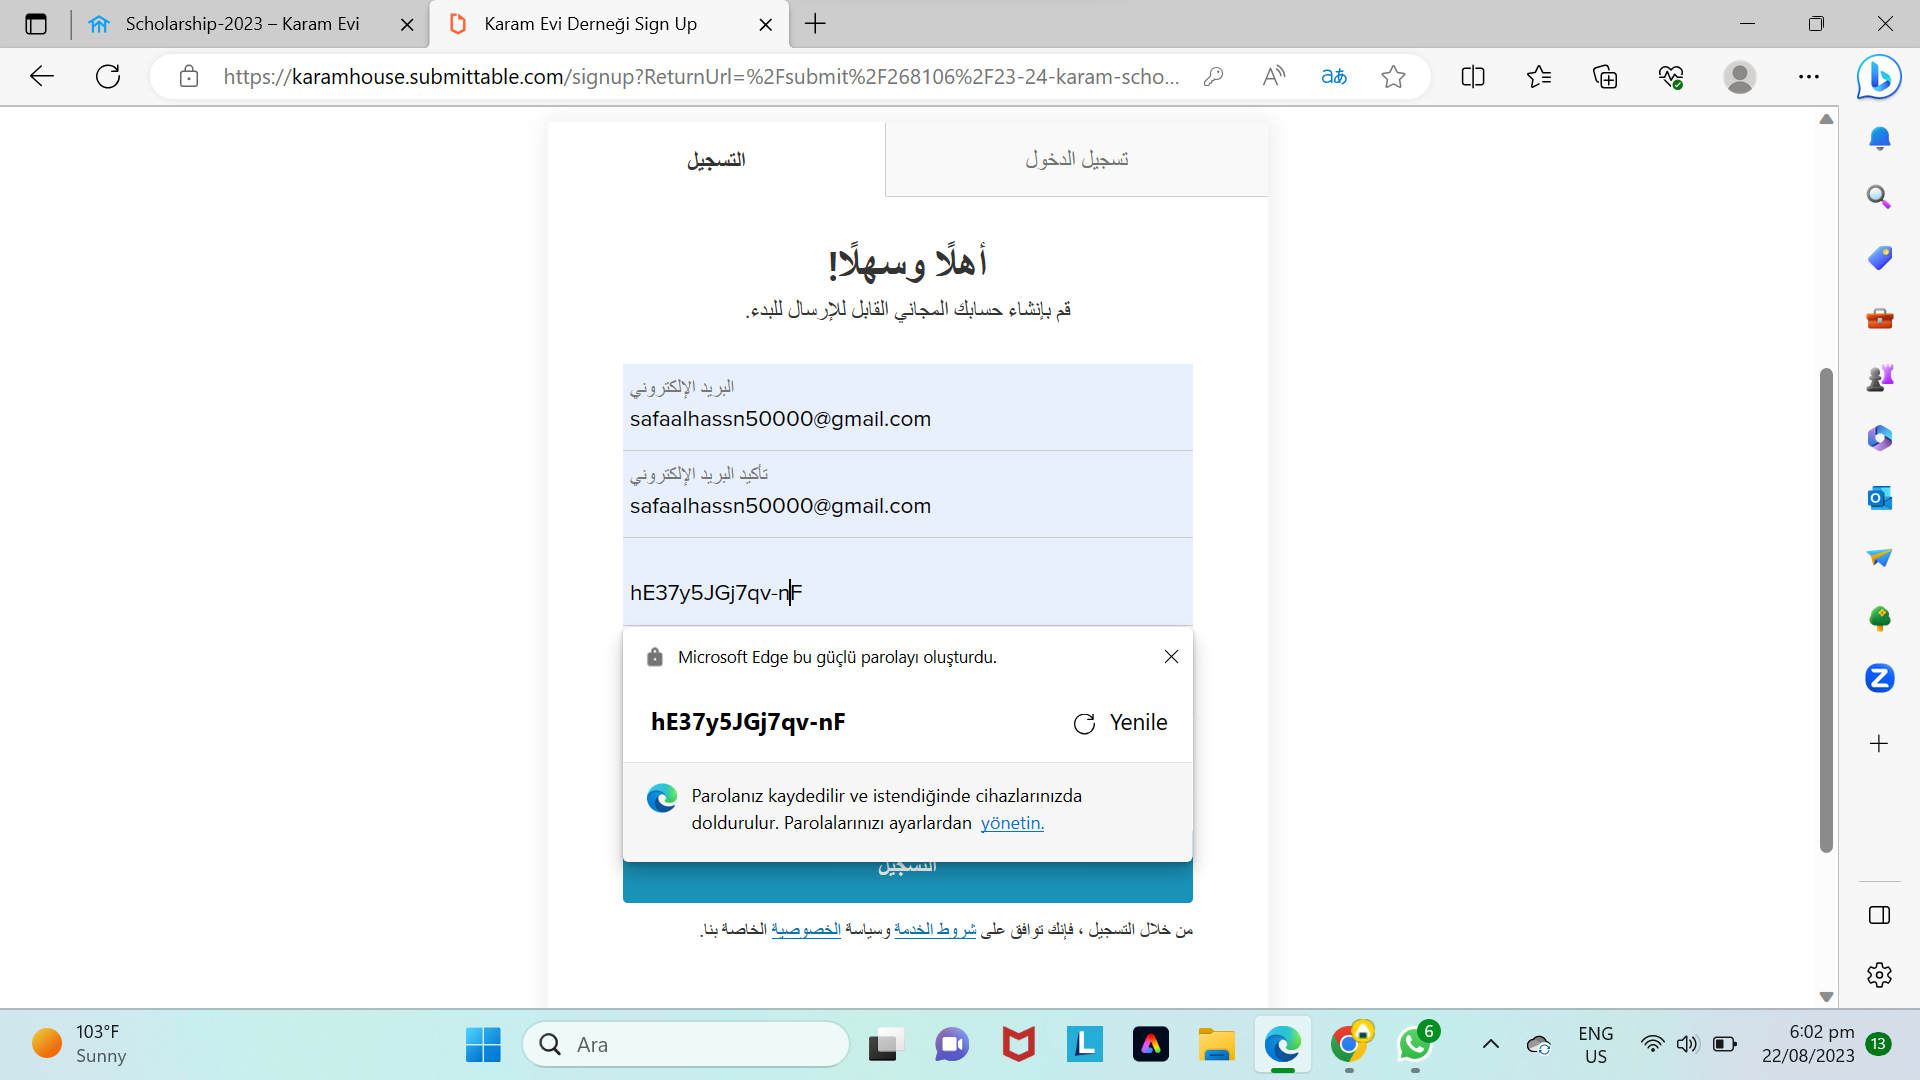 Scholarship-2023 – Karam Evi
Karam Evi Derneği Sign Up
https://karamhouse.submittable.com/signup?ReturnUrl=%2Fsubmit%2F268106%2F23-24-karam-scho...
التسجيل
تسجيل الدخول
أهلًا وسهلًا!
قم بإنشاء حسابك المجاني القابل للإرسال للبدء.
البريد الإلكتروني
safaalhassn50000@gmail.com
تأكيد البريد الإلكتروني
safaalhassn50000@gmail.com
hE37y5JGj7qv-nF
Microsoft Edge bu güçlü parolayı oluşturdu.
hE37y5JGj7qv-nF
Yenile
Parolanız kaydedilir ve istendiğinde cihazlarınızda
doldurulur. Parolalarınızı ayarlardan yönetin.
التسجيل
من خلال التسجيل ، فإنك توافق على شروط الخدمة وسياسة الخصوصية الخاصة بنا.
103°F
Sunny
Ara
6
ENG
US
6:02 pm
22/08/2023
13